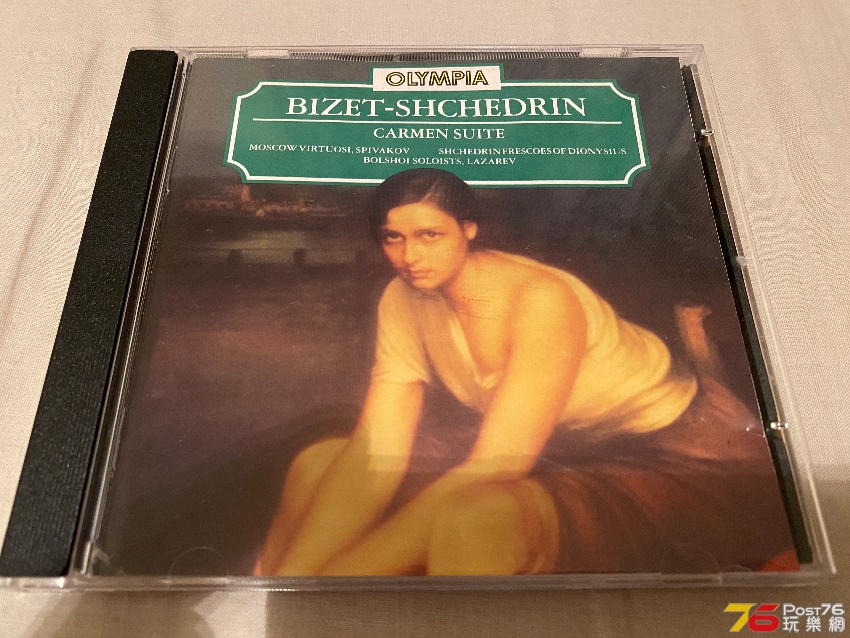 OLYMPIA
BIZET-SHCHEDRIN
CARMEN SUITE
MOSCOW VIRTUOSI, SPIVAKOV SHCHEDRIN FRESCOES OF DIONYSIUS
BOLSHOI SOLOISTS, LAZAREV
76 Post76
玩樂網